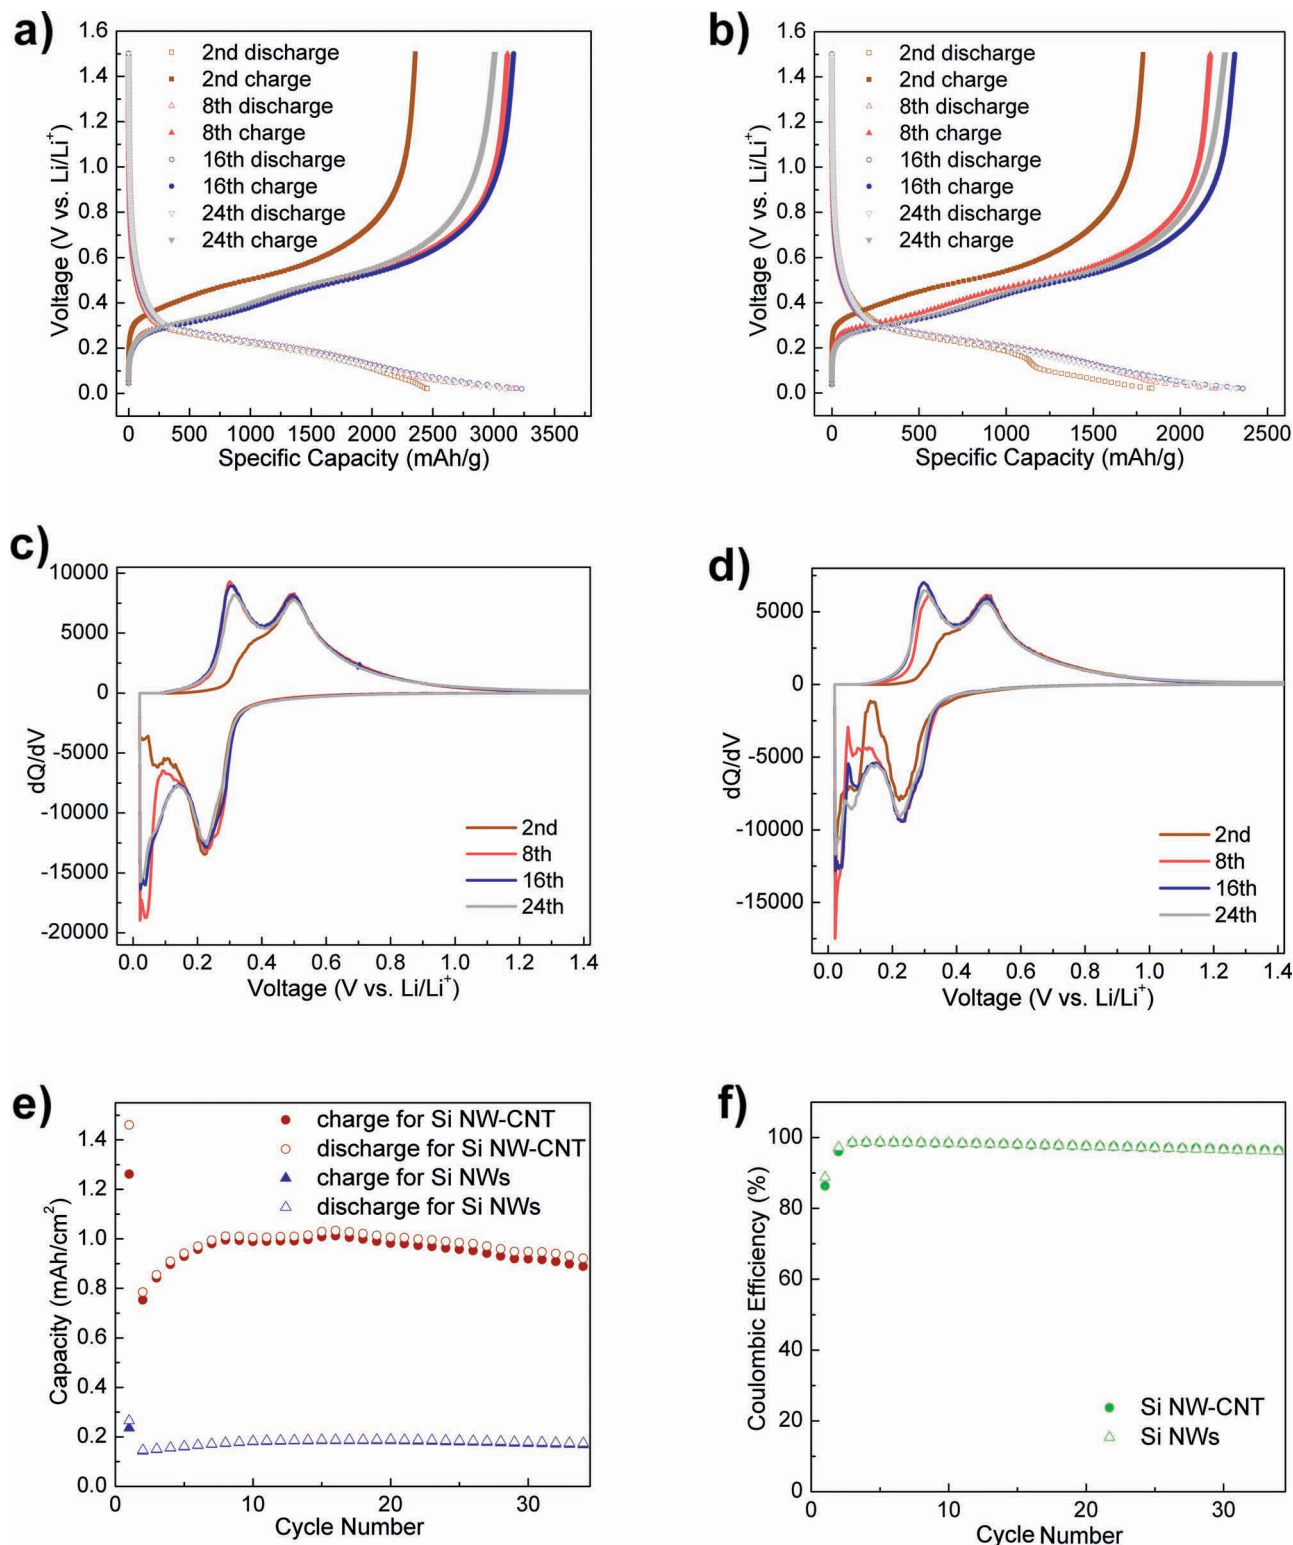 a)
1.6
1.4
1.2
1.0
0.8
0.6
0.4
0.2
0.0
Voltage (V vs. Li/Li+)
2nd discharge
2nd charge
8th discharge
8th charge
16th discharge
16th charge
24th discharge
24th charge
0 500 1000 1500 2000 2500 3000 3500
Specific Capacity (mAh/g)
b)
1.6
1.4
1.2
1.0
0.8
0.6
0.4
0.2
0.0
Voltage (V vs. Li/Li+)
2nd discharge
2nd charge
8th discharge
8th charge
16th discharge
16th charge
24th discharge
24th charge
0 500 1000 1500 2000 2500
Specific Capacity (mAh/g)
c)
10000
5000
0
-5000
-10000
-15000
-20000
dQ/dV
2nd
8th
16th
24th
0.0 0.2 0.4 0.6 0.8 1.0 1.2 1.4
Voltage (V vs. Li/Li+)
d)
5000
0
-5000
-10000
-15000
dQ/dV
2nd
8th
16th
24th
0.0 0.2 0.4 0.6 0.8 1.0 1.2 1.4
Voltage (V vs. Li/Li+)
e)
1.4
1.2
1.0
0.8
0.6
0.4
0.2
0.0
Capacity (mAh/cm2)
charge for Si NW-CNT
discharge for Si NW-CNT
charge for Si NWs
discharge for Si NWs
0 10 20 30
Cycle Number
f)
100
80
60
40
20
0
Coulombic Efficiency (%)
Si NW-CNT
Si NWs
0 10 20 30
Cycle Number